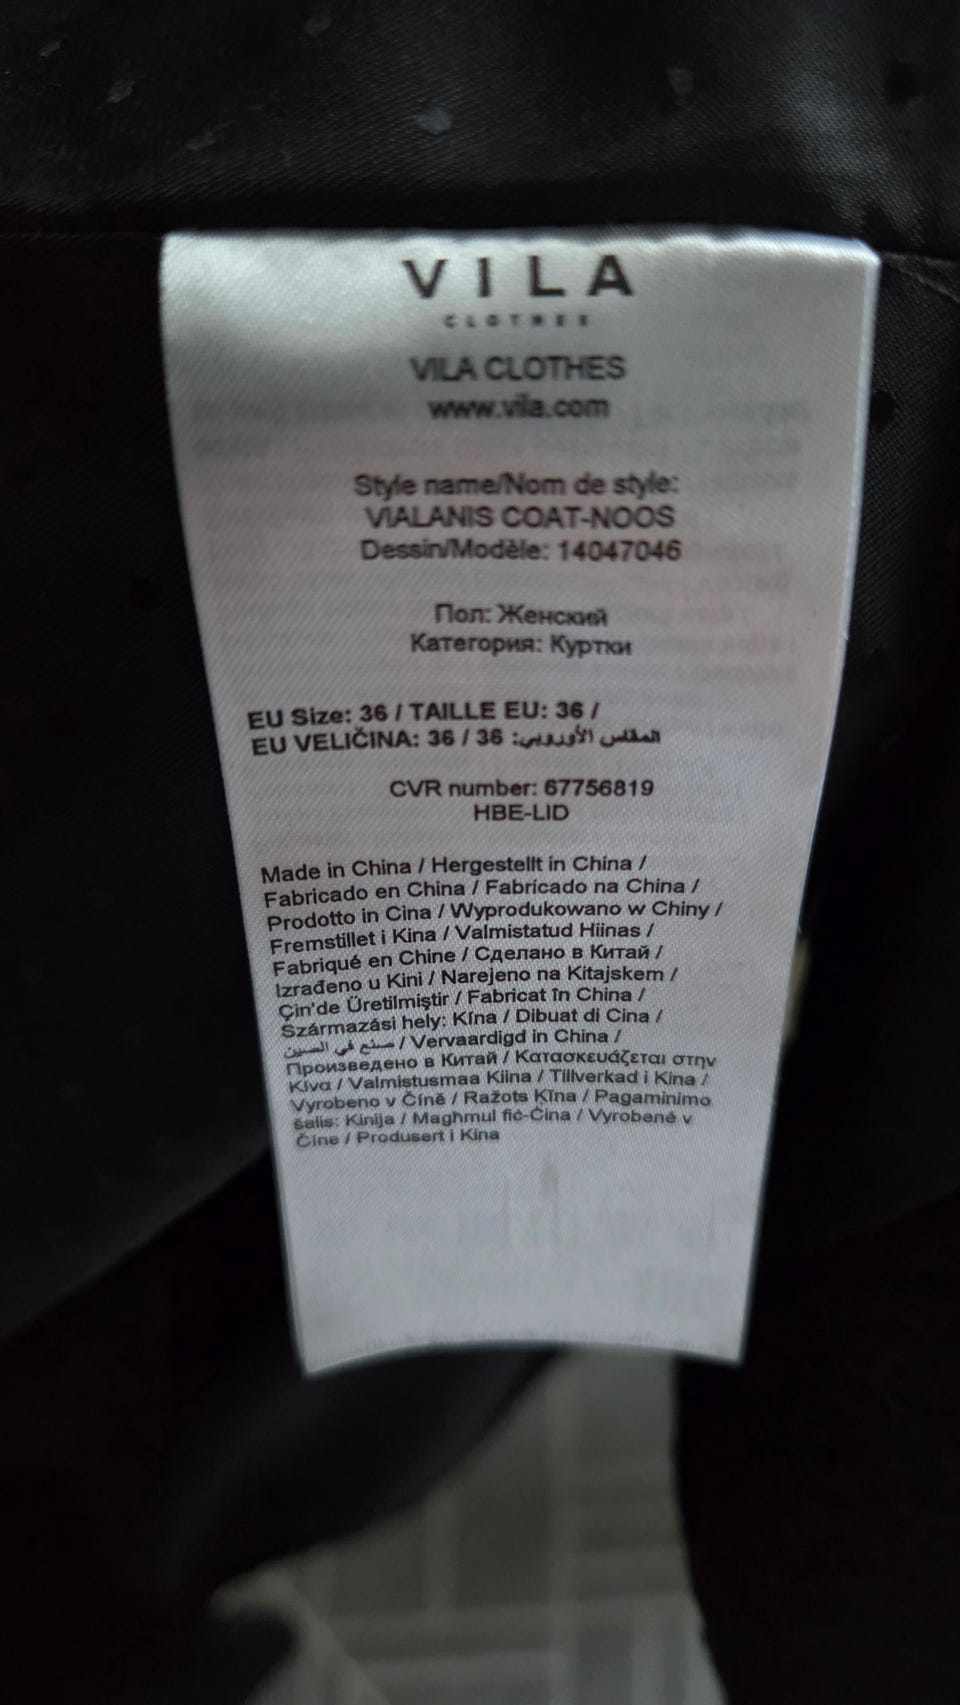 VILA
CLOTHES
VILA CLOTHES
www.vila.com
Style name/Nom de style:
VIALANIS COAT-NOOS
Dessin/Modèle: 14047046
Пол: Женский
Категория: Куртки
EU Size: 36 / TAILLE EU: 36 /
EU VELIČINA: 36 / 36 :المقاس الأوروبي
CVR number: 67756819
HBE-LID
Made in China / Hergestellt in China /
Fabricado en China / Fabricado na China /
Prodotto in Cina / Wyprodukowano w Chiny /
Fremstillet i Kina / Valmistatud Hiinas /
Fabriqué en Chine / Сделано в Китай /
Izrađeno u Kini / Narejeno na Kitajskem /
Çin'de Üretilmiştir / Fabricat în China /
Származási hely: Kína / Dibuat di Cina /
صنع في الصين / Vervaardigd in China /
Произведено в Китай / Κατασκευάζεται στην
Κίνα / Valmistusmaa Kiina / Tillverkad i Kina /
Vyrobeno v Číně / Ražots Ķīna / Pagaminimo
šalis: Kinija / Magħmul fiċ-Ċina / Vyrobené v
Číne / Produsert i Kina